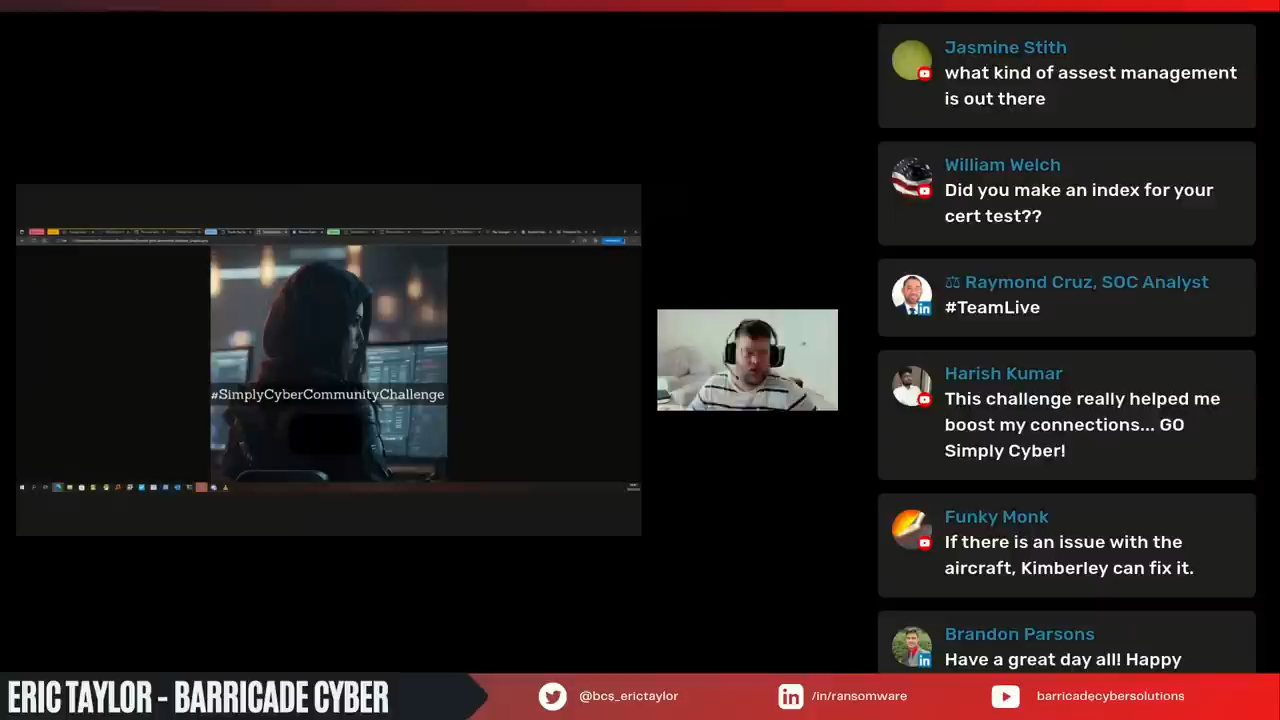 #SimplyCyberCommunityChallenge
Jasmine Stith
what kind of assest management
is out there
William Welch
Did you make an index for your
cert test??
⚖ Raymond Cruz, SOC Analyst
#TeamLive
Harish Kumar
This challenge really helped me
boost my connections... GO
Simply Cyber!
Funky Monk
If there is an issue with the
aircraft, Kimberley can fix it.
Brandon Parsons
Have a great day all! Happy
ERIC TAYLOR - BARRICADE CYBER
@bcs_erictaylor
/in/ransomware
barricadecybersolutions